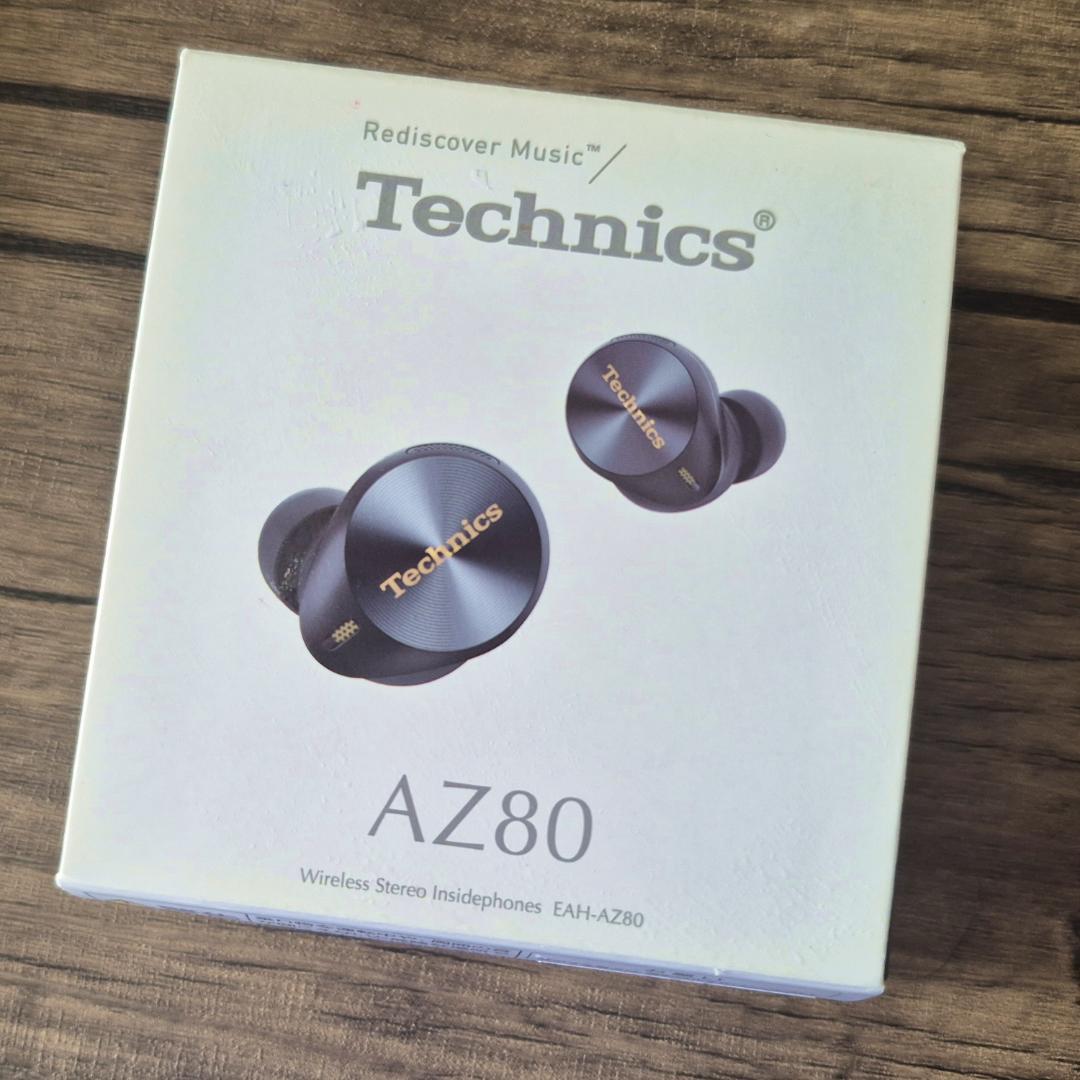 Rediscover Music™/
Technics®
Technics
Technics
AZ80
Wireless Stereo Insidephones EAH-AZ80